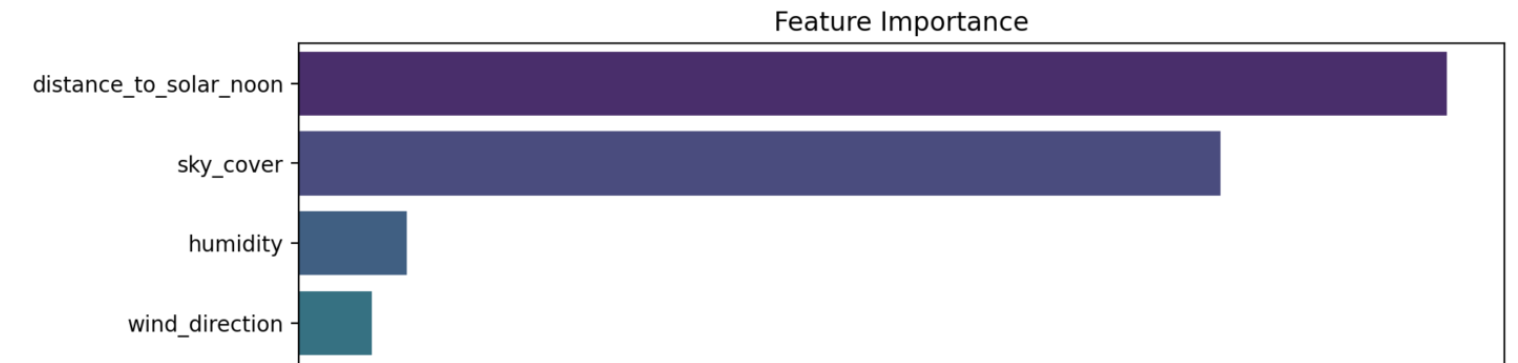 Feature Importance
distance_to_solar_noon
sky_cover
humidity
wind_direction